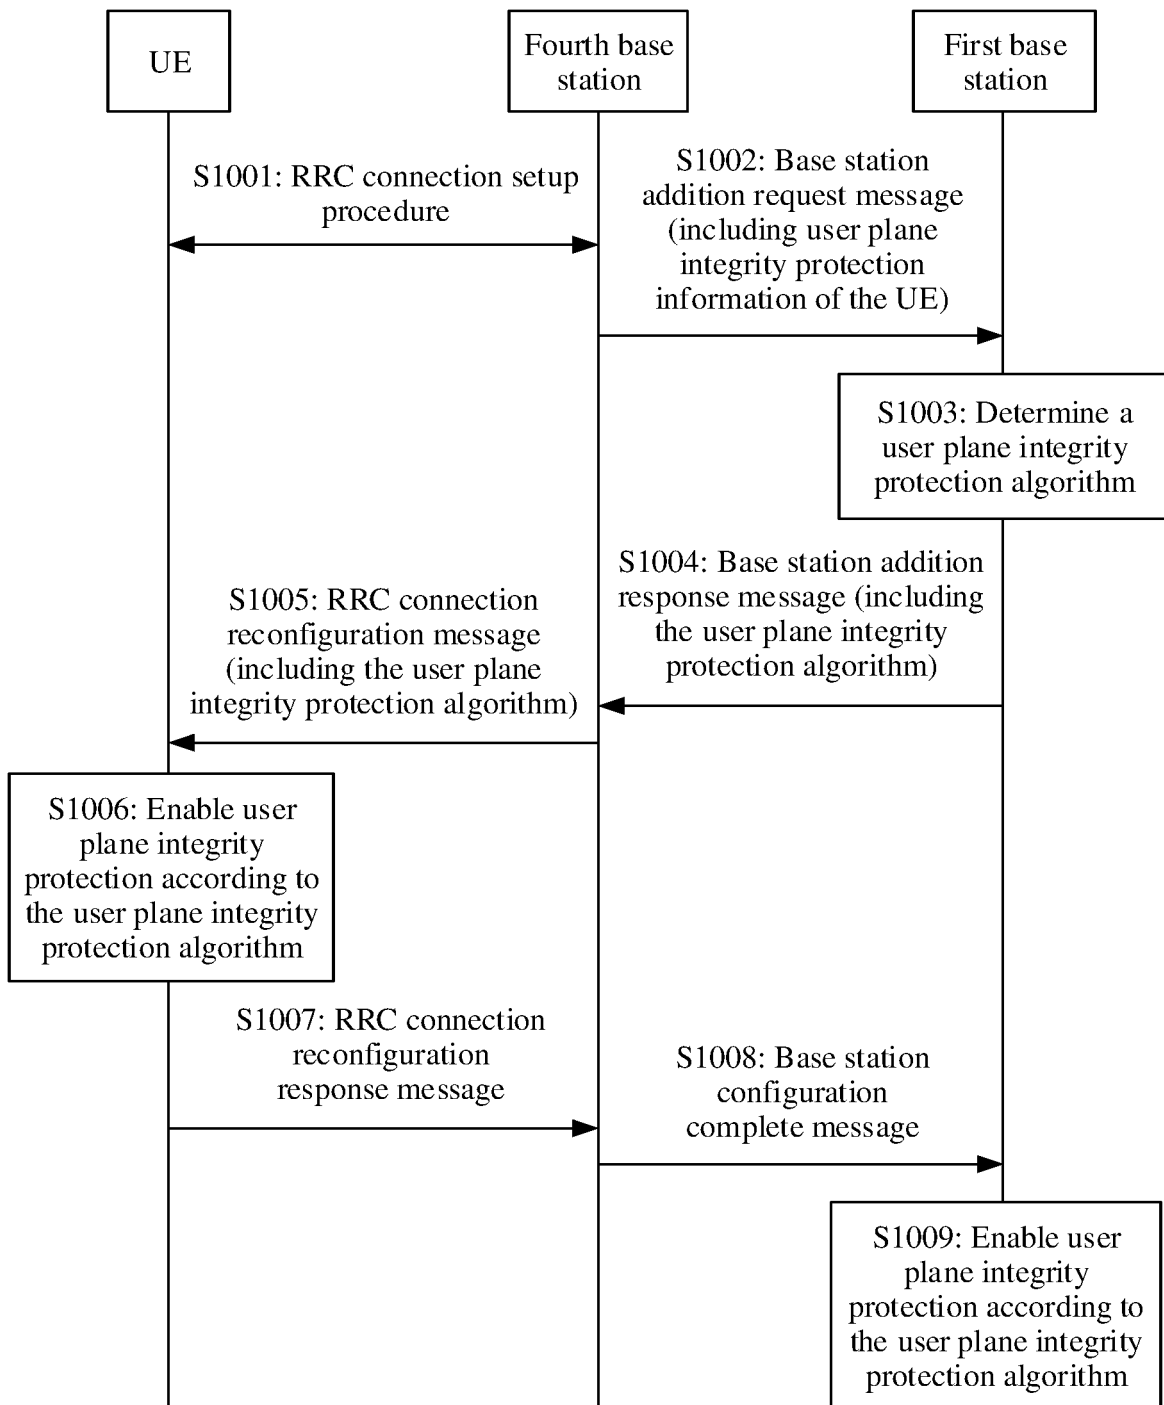 UE
Fourth base
station
First base
station
S1001: RRC connection setup
procedure
S1002: Base station
addition request message
(including user plane
integrity protection
information of the UE)
S1003: Determine a
user plane integrity
protection algorithm
S1004: Base station addition
response message (including
the user plane integrity
protection algorithm)
S1005: RRC connection
reconfiguration message
(including the user plane
integrity protection algorithm)
S1006: Enable user
plane integrity
protection according to
the user plane integrity
protection algorithm
S1007: RRC connection
reconfiguration
response message
S1008: Base station
configuration
complete message
S1009: Enable user
plane integrity
protection according to
the user plane integrity
protection algorithm